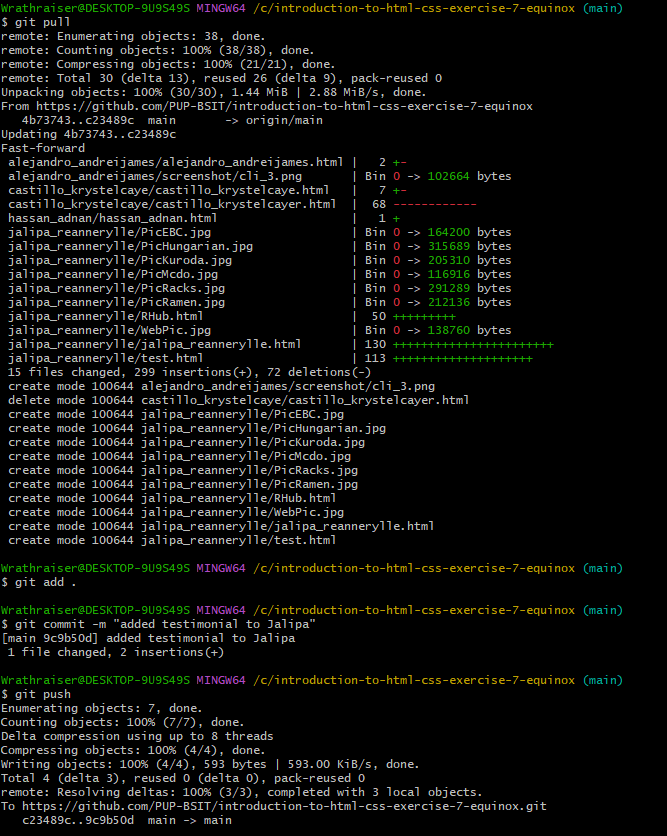 Wrathraiser@DESKTOP-9U9S49S MINGW64 /c/introduction-to-html-css-exercise-7-equinox (main)
$ git pull
remote: Enumerating objects: 38, done.
remote: Counting objects: 100% (38/38), done.
remote: Compressing objects: 100% (21/21), done.
remote: Total 30 (delta 13), reused 26 (delta 9), pack-reused 0
Unpacking objects: 100% (30/30), 1.44 MiB | 2.88 MiB/s, done.
From https://github.com/PUP-BSIT/introduction-to-html-css-exercise-7-equinox
   4b73743..c23489c  main       -> origin/main
Updating 4b73743..c23489c
Fast-forward
 alejandro_andreijames/alejandro_andreijames.html |   2 +-
 alejandro_andreijames/screenshot/cli_3.png       | Bin 0 -> 102664 bytes
 castillo_krystelcaye/castillo_krystelcaye.html   |   7 +-
 castillo_krystelcaye/castillo_krystelcayer.html  |  68 ------------
 hassan_adnan/hassan_adnan.html                   |   1 +
 jalipa_reannerylle/PicEBC.jpg                    | Bin 0 -> 164200 bytes
 jalipa_reannerylle/PicHungarian.jpg              | Bin 0 -> 315689 bytes
 jalipa_reannerylle/PicKuroda.jpg                 | Bin 0 -> 205310 bytes
 jalipa_reannerylle/PicMcdo.jpg                   | Bin 0 -> 116916 bytes
 jalipa_reannerylle/PicRacks.jpg                  | Bin 0 -> 291289 bytes
 jalipa_reannerylle/PicRamen.jpg                  | Bin 0 -> 212136 bytes
 jalipa_reannerylle/RHub.html                     |  50 +++++++++
 jalipa_reannerylle/WebPic.jpg                    | Bin 0 -> 138760 bytes
 jalipa_reannerylle/jalipa_reannerylle.html       | 130 +++++++++++++++++++++++
 jalipa_reannerylle/test.html                     | 113 ++++++++++++++++++++
 15 files changed, 299 insertions(+), 72 deletions(-)
 create mode 100644 alejandro_andreijames/screenshot/cli_3.png
 delete mode 100644 castillo_krystelcaye/castillo_krystelcayer.html
 create mode 100644 jalipa_reannerylle/PicEBC.jpg
 create mode 100644 jalipa_reannerylle/PicHungarian.jpg
 create mode 100644 jalipa_reannerylle/PicKuroda.jpg
 create mode 100644 jalipa_reannerylle/PicMcdo.jpg
 create mode 100644 jalipa_reannerylle/PicRacks.jpg
 create mode 100644 jalipa_reannerylle/PicRamen.jpg
 create mode 100644 jalipa_reannerylle/RHub.html
 create mode 100644 jalipa_reannerylle/WebPic.jpg
 create mode 100644 jalipa_reannerylle/jalipa_reannerylle.html
 create mode 100644 jalipa_reannerylle/test.html
Wrathraiser@DESKTOP-9U9S49S MINGW64 /c/introduction-to-html-css-exercise-7-equinox (main)
$ git add .
Wrathraiser@DESKTOP-9U9S49S MINGW64 /c/introduction-to-html-css-exercise-7-equinox (main)
$ git commit -m "added testimonial to Jalipa"
[main 9c9b50d] added testimonial to Jalipa
 1 file changed, 2 insertions(+)
Wrathraiser@DESKTOP-9U9S49S MINGW64 /c/introduction-to-html-css-exercise-7-equinox (main)
$ git push
Enumerating objects: 7, done.
Counting objects: 100% (7/7), done.
Delta compression using up to 8 threads
Compressing objects: 100% (4/4), done.
Writing objects: 100% (4/4), 593 bytes | 593.00 KiB/s, done.
Total 4 (delta 3), reused 0 (delta 0), pack-reused 0
remote: Resolving deltas: 100% (3/3), completed with 3 local objects.
To https://github.com/PUP-BSIT/introduction-to-html-css-exercise-7-equinox.git
   c23489c..9c9b50d  main -> main